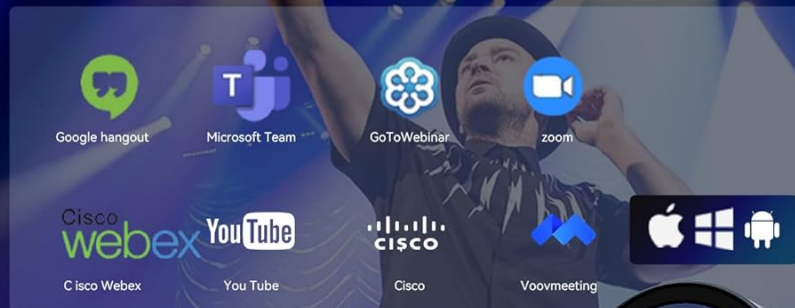 T
Google hangout
Microsoft Team
GoToWebinar
zoom
Cisco
webex
YouTube
CISCO
C isco Webex
You Tube
Cisco
Voovmeeting